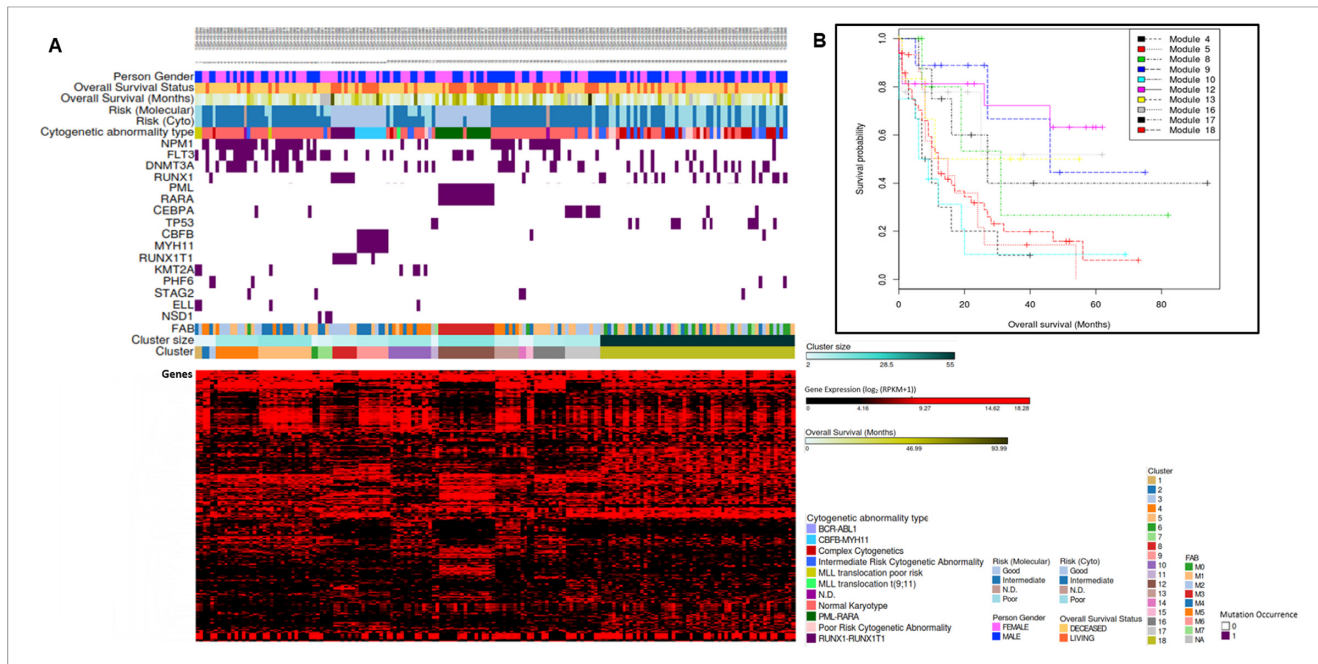 A
Person Gender
Overall Survival Status
Overall Survival (Months)
Risk (Molecular)
Risk (Cyto)
Cytogenetic abnormality type
NPM1
FLT3
DNMT3A
RUNX1
PML
RARA
CEBPA
TP53
CBFB
MYH11
RUNX1T1
KMT2A
PHF6
STAG2
ELL
NSD1
FAB
Cluster size
Cluster
Genes
B
Survival probability
1.0
0.8
0.6
0.4
0.2
0.0
0 20 40 60 80
Overall survival (Months)
Module 4
Module 5
Module 8
Module 9
Module 10
Module 12
Module 13
Module 16
Module 17
Module 18
Cluster size
2 28.5 55
Gene Expression (log2 (RPKM+1))
0 4.16 9.27 14.62 18.28
Overall Survival (Months)
0 46.99 93.99
Cytogenetic abnormality type
BCR-ABL1
CBFB-MYH11
Complex Cytogenetics
Intermediate Risk Cytogenetic Abnormality
MLL translocation poor risk
MLL translocation t(9;11)
N.D.
Normal Karyotype
PML-RARA
Poor Risk Cytogenetic Abnormality
RUNX1-RUNX1T1
Risk (Molecular)
Good
Intermediate
N.D.
Poor
Risk (Cyto)
Good
Intermediate
N.D.
Poor
Person Gender
FEMALE
MALE
Overall Survival Status
DECEASED
LIVING
Cluster
1
2
3
4
5
6
7
8
9
10
11
12
13
14
15
16
17
18
FAB
M0
M1
M2
M3
M4
M5
M6
M7
NA
Mutation Occurrence
0
1